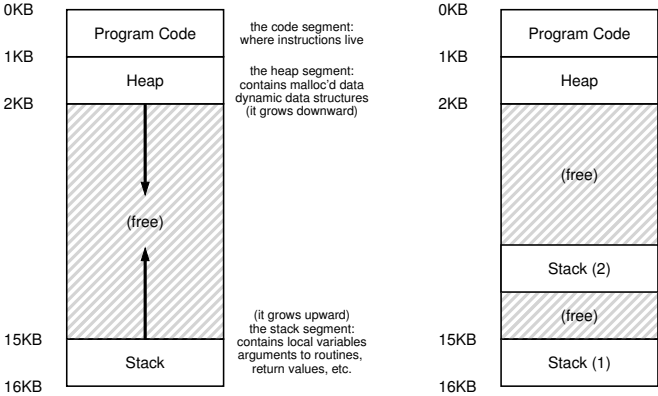 0KB
Program Code
the code segment:
where instructions live
1KB
Heap
the heap segment:
contains malloc'd data
dynamic data structures
(it grows downward)
2KB
(free)
(it grows upward)
the stack segment:
contains local variables
arguments to routines,
return values, etc.
15KB
Stack
16KB
0KB
Program Code
1KB
Heap
2KB
(free)
Stack (2)
(free)
15KB
Stack (1)
16KB